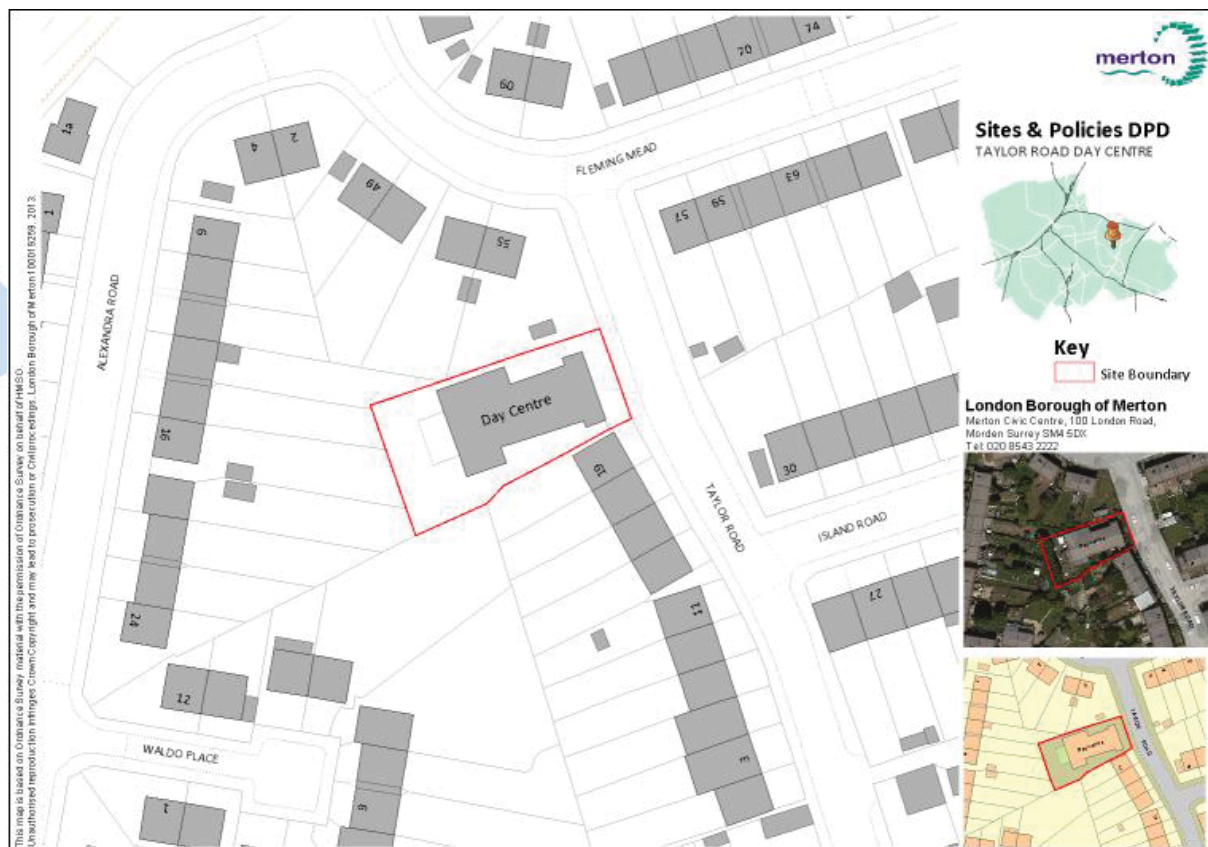 merton
Sites & Policies DPD
TAYLOR ROAD DAY CENTRE
Key
Site Boundary
London Borough of Merton
Merton Civic Centre, 100 London Road,
Morden Surrey SM4 5DX
Tel: 020 8543 2222
74
70
60
FLEMING MEAD
1a
4
2
49
55
57
59
63
1
6
ALEXANDRA ROAD
16
Day Centre
19
30
TAYLOR ROAD
ISLAND ROAD
24
27
11
12
3
WALDO PLACE
1
TAYLOR ROAD
This map is based on Ordnance Survey material with the permission of Ordnance Survey on behalf of HMSO.
Unauthorised reproduction infringes Crown Copyright and may lead to prosecution or Civil proceedings. London Borough of Merton 100019259. 2013.